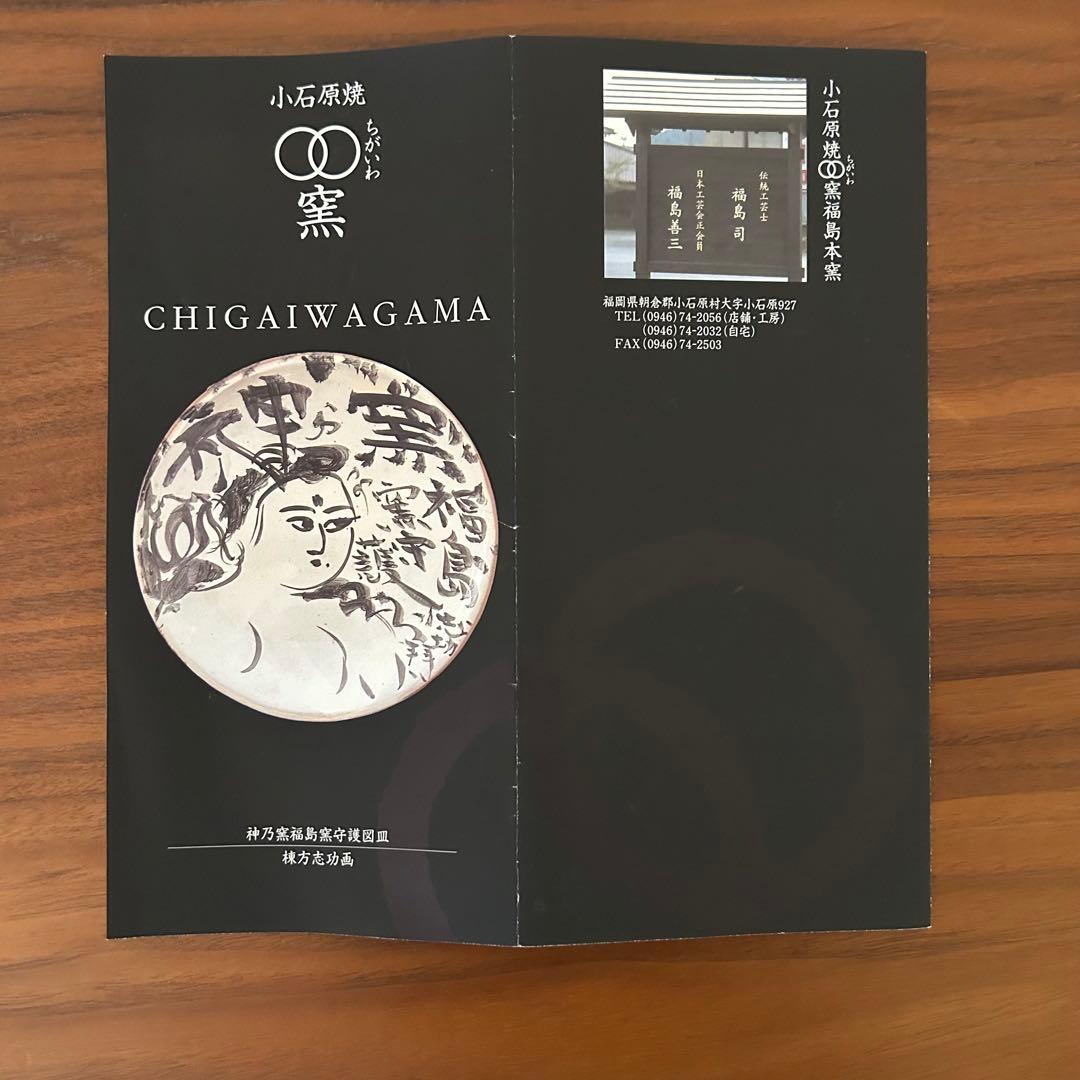 小石原焼
ちがいわ
窯
CHIGAIWAGAMA
神乃窯
福島
窯守護
神乃窯福島窯守護図皿
棟方志功画
伝統工芸士
福島司
日本工芸会正会員
福島善三
小石原焼窯福島本窯
ちがいわ
福岡県朝倉郡小石原村大字小石原927
TEL(0946)74-2056(店舗・工房)
(0946)74-2032(自宅)
FAX(0946)74-2503